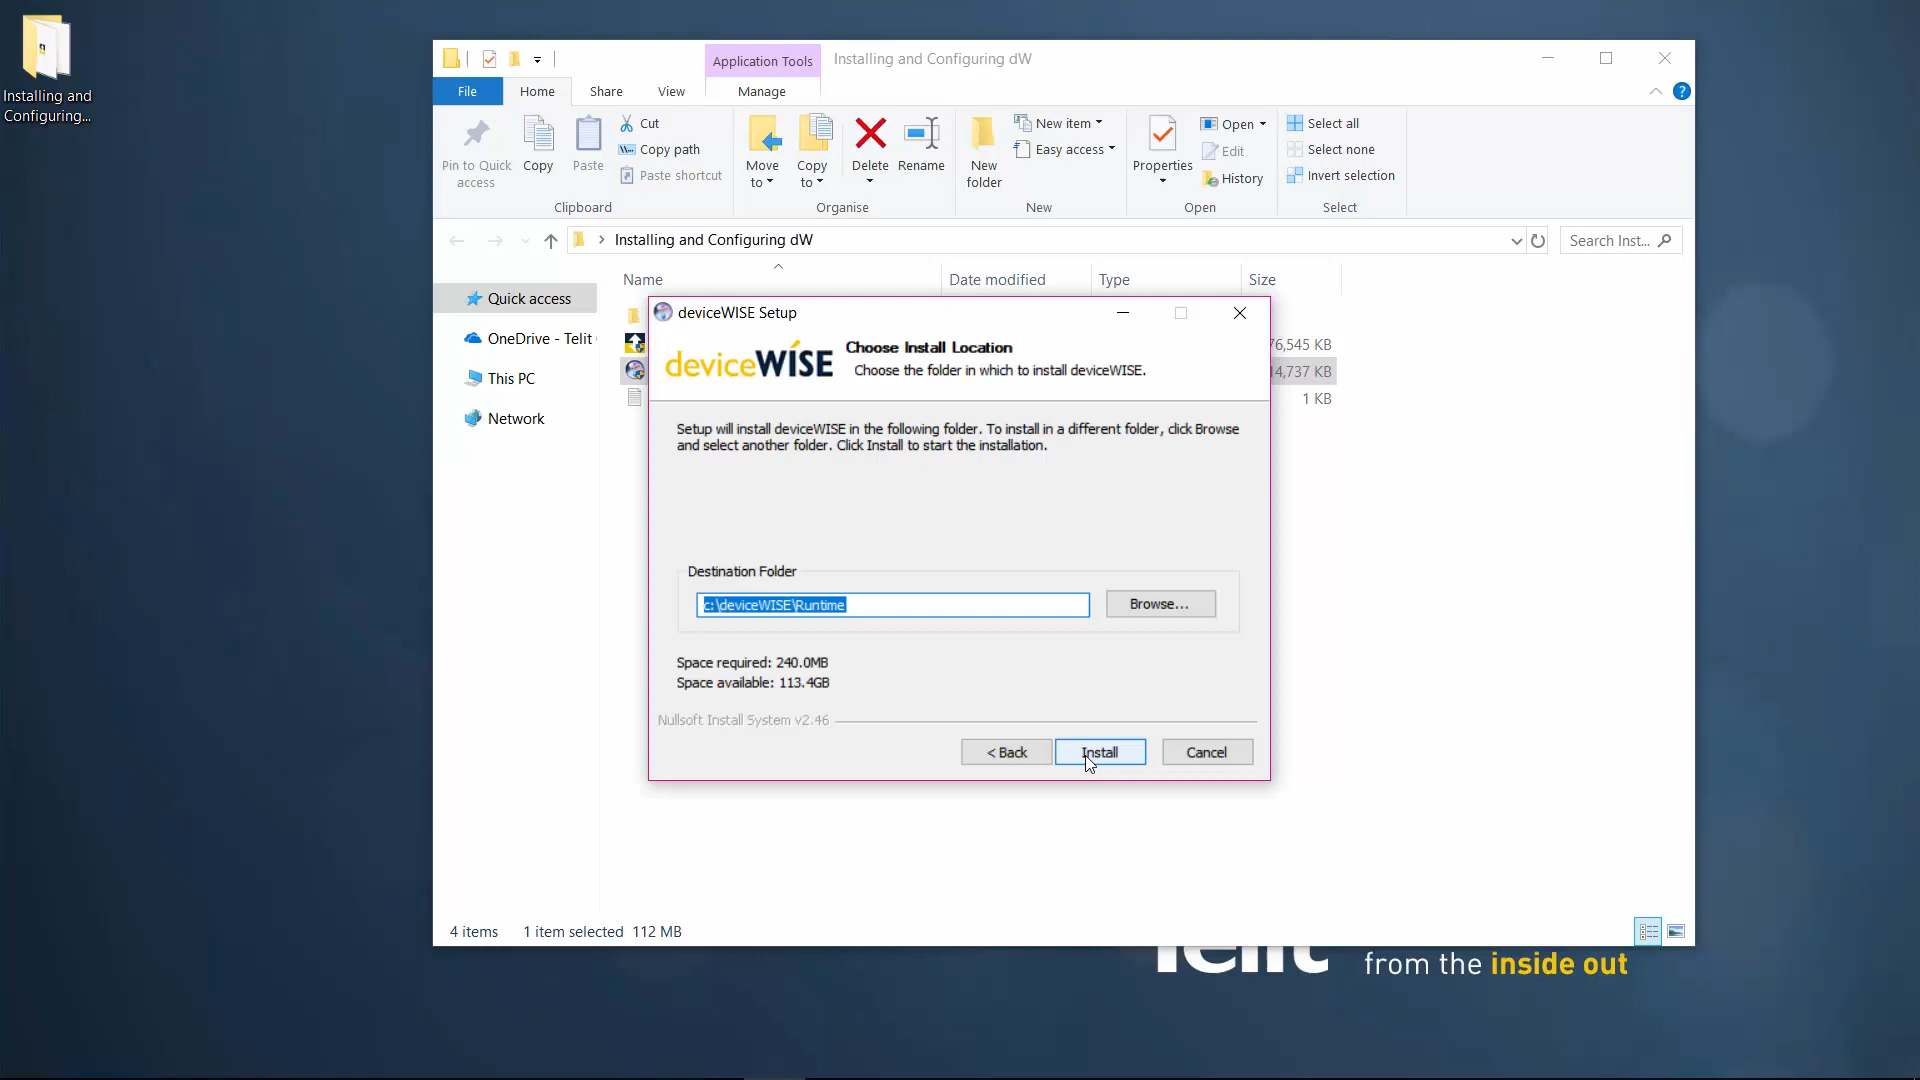 Installing and
Configuring...
Application Tools
Installing and Configuring dW
File
Home
Share
View
Manage
Pin to Quick
access
Copy
Paste
Cut
Copy path
Paste shortcut
Clipboard
Move
to
Copy
to
Delete
Rename
Organise
New
folder
New item
Easy access
New
Properties
Open
Edit
History
Open
Select all
Select none
Invert selection
Select
Installing and Configuring dW
Search Inst...
Name
Date modified
Type
Size
Quick access
OneDrive - Telit
This PC
Network
76,545 KB
14,737 KB
1 KB
deviceWISE Setup
deviceWISE
Choose Install Location
Choose the folder in which to install deviceWISE.
Setup will install deviceWISE in the following folder. To install in a different folder, click Browse
and select another folder. Click Install to start the installation.
Destination Folder
c:\deviceWISE\Runtime
Browse...
Space required: 240.0MB
Space available: 113.4GB
Nullsoft Install System v2.46
< Back
Install
Cancel
4 items
1 item selected 112 MB
from the inside out